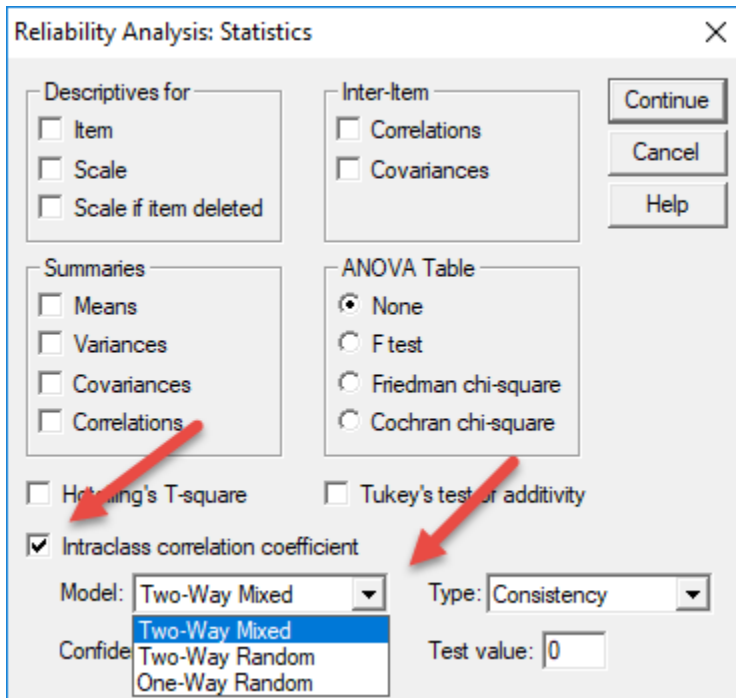 Reliability Analysis: Statistics
Descriptives for
Item
Scale
Scale if item deleted
Inter-Item
Correlations
Covariances
Continue
Cancel
Help
Summaries
Means
Variances
Covariances
Correlations
ANOVA Table
None
F test
Friedman chi-square
Cochran chi-square
Hotelling's T-square
Tukey's test of additivity
Intraclass correlation coefficient
Model: Two-Way Mixed
Type: Consistency
Two-Way Mixed
Two-Way Random
One-Way Random
Confide
Test value: 0